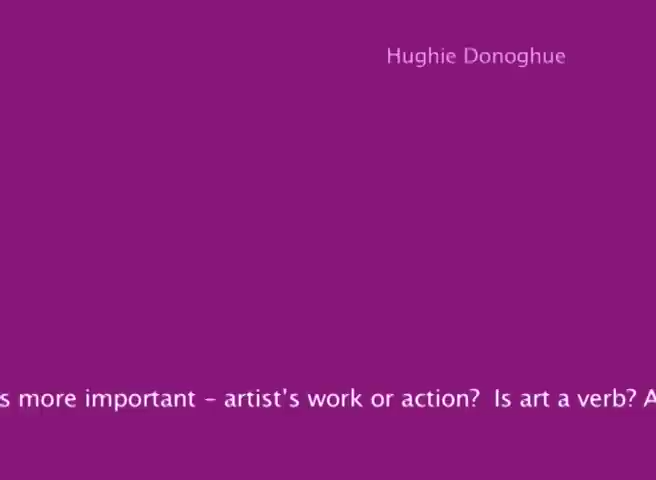 Hughie Donoghue
s more important – artist's work or action? Is art a verb? A